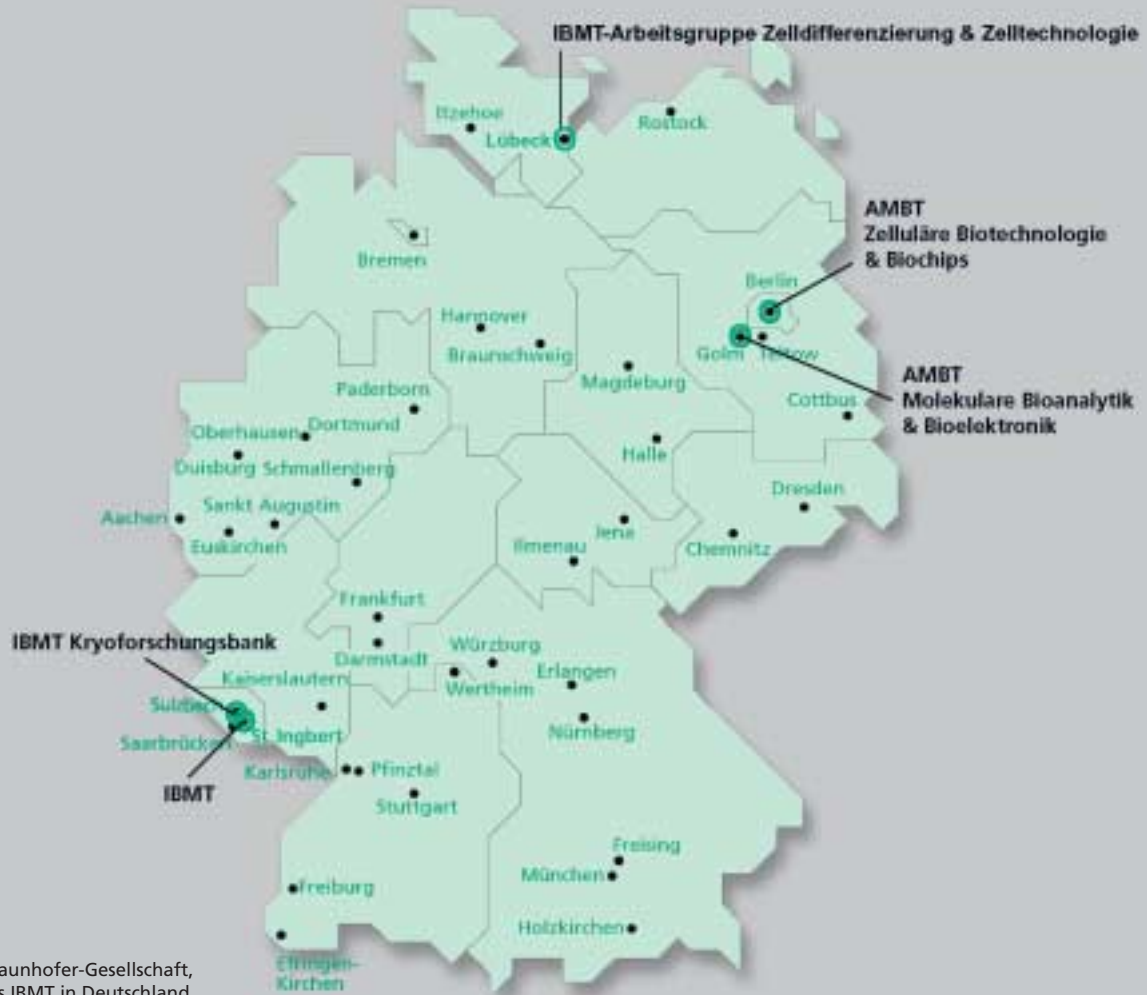 IBMT-Arbeitsgruppe Zelldifferenzierung & Zelltechnologie
Itzehoe
Rostock
Lübeck
AMBT
Zelluläre Biotechnologie
& Biochips
Bremen
Berlin
Hannover
Braunschweig
Golm Teltow
AMBT
Molekulare Bioanalytik
& Bioelektronik
Magdeburg
Paderborn
Cottbus
Oberhausen
Dortmund
Halle
Duisburg
Schmallenberg
Dresden
Sankt Augustin
Aachen
Jena
Euskirchen
Ilmenau
Chemnitz
Frankfurt
IBMT Kryoforschungsbank
Würzburg
Darmstadt
Erlangen
Kaiserslautern
Wertheim
St. Ingbert
Nürnberg
Saarbrücken
Karlsruhe
Pfinztal
IBMT
Stuttgart
Freising
München
Freiburg
Holzkirchen
Efringen-
Kirchen
aunhofer-Gesellschaft,
s IBMT in Deutschland